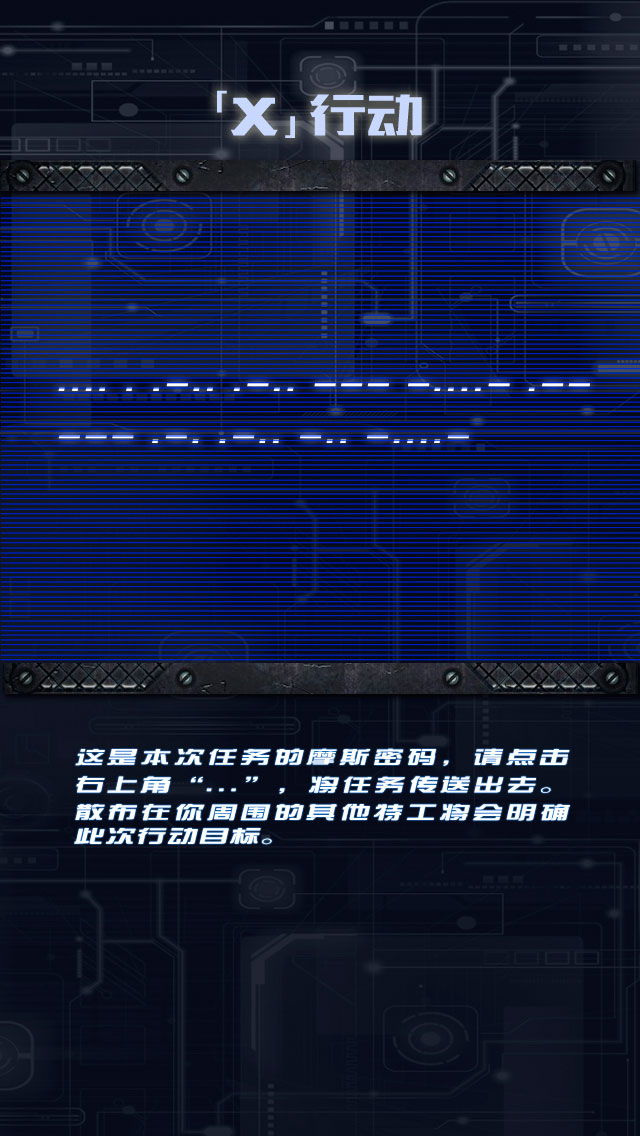 「X」行动
.... . .-.. .-.. --- -....- .--
--- .-. .-.. -.. -....-
这是本次任务的摩斯密码，请点击
右上角“...”，将任务传送出去。
散布在你周围的其他特工将会明确
此次行动目标。